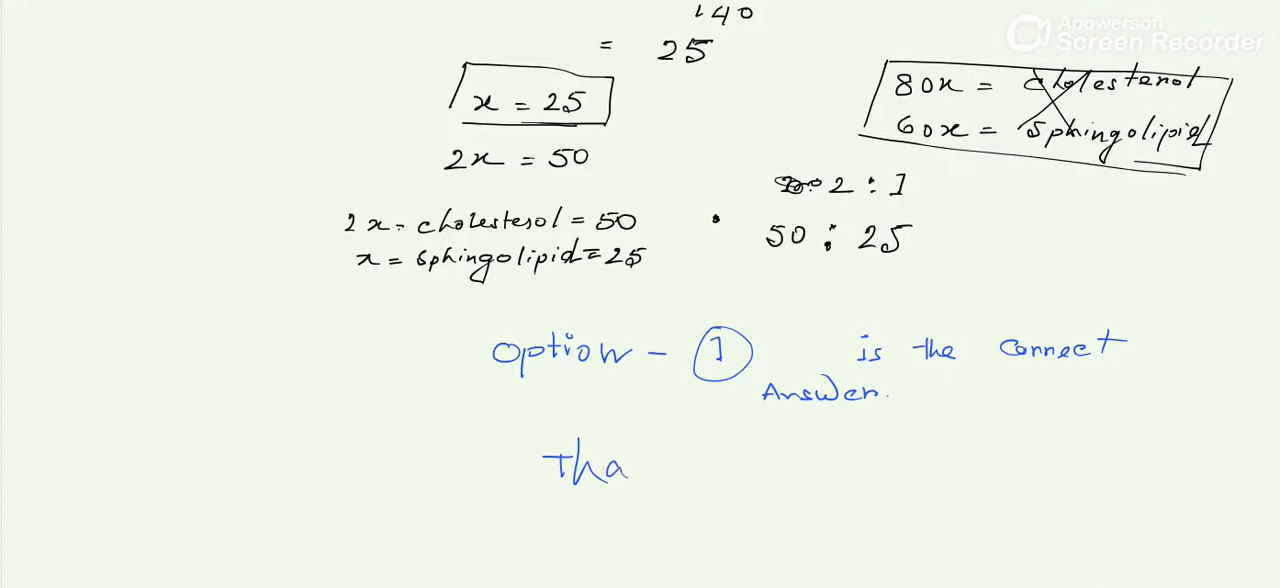 140
= 25
Apowersoft
Screen Recorder
x = 25
80x = cholesterol
60x = Sphingolipid
2x = 50
2 : 1
2x = cholesterol = 50
50 : 25
x = sphingolipid = 25
option - 1 is the correct
Answer.
Tha